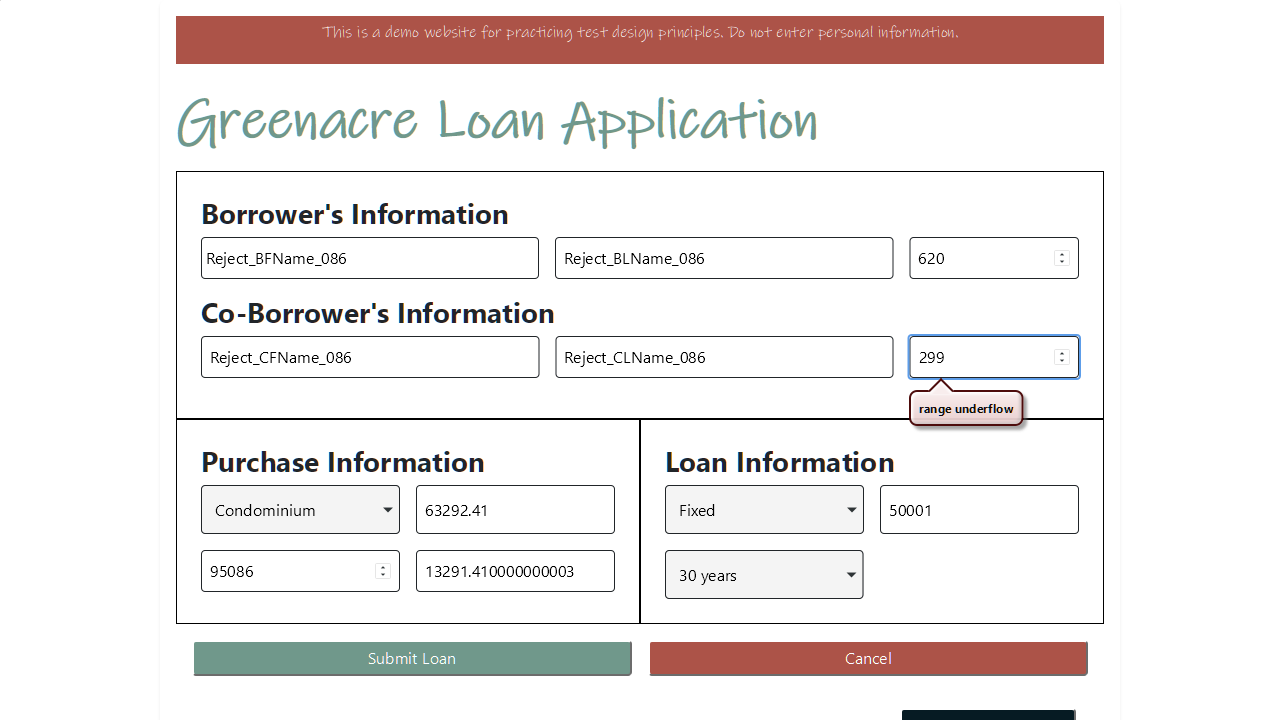 This is a demo website for practicing test design principles. Do not enter personal information.
Greenacre Loan Application
Borrower's Information
Reject_BFName_086 Reject_BLName_086 620
Co-Borrower's Information
Reject_CFName_086 Reject_CLName_086 299
range underflow
Purchase Information
Condominium 63292.41
95086 13291.410000000003
Loan Information
Fixed 50001
30 years
Submit Loan Cancel